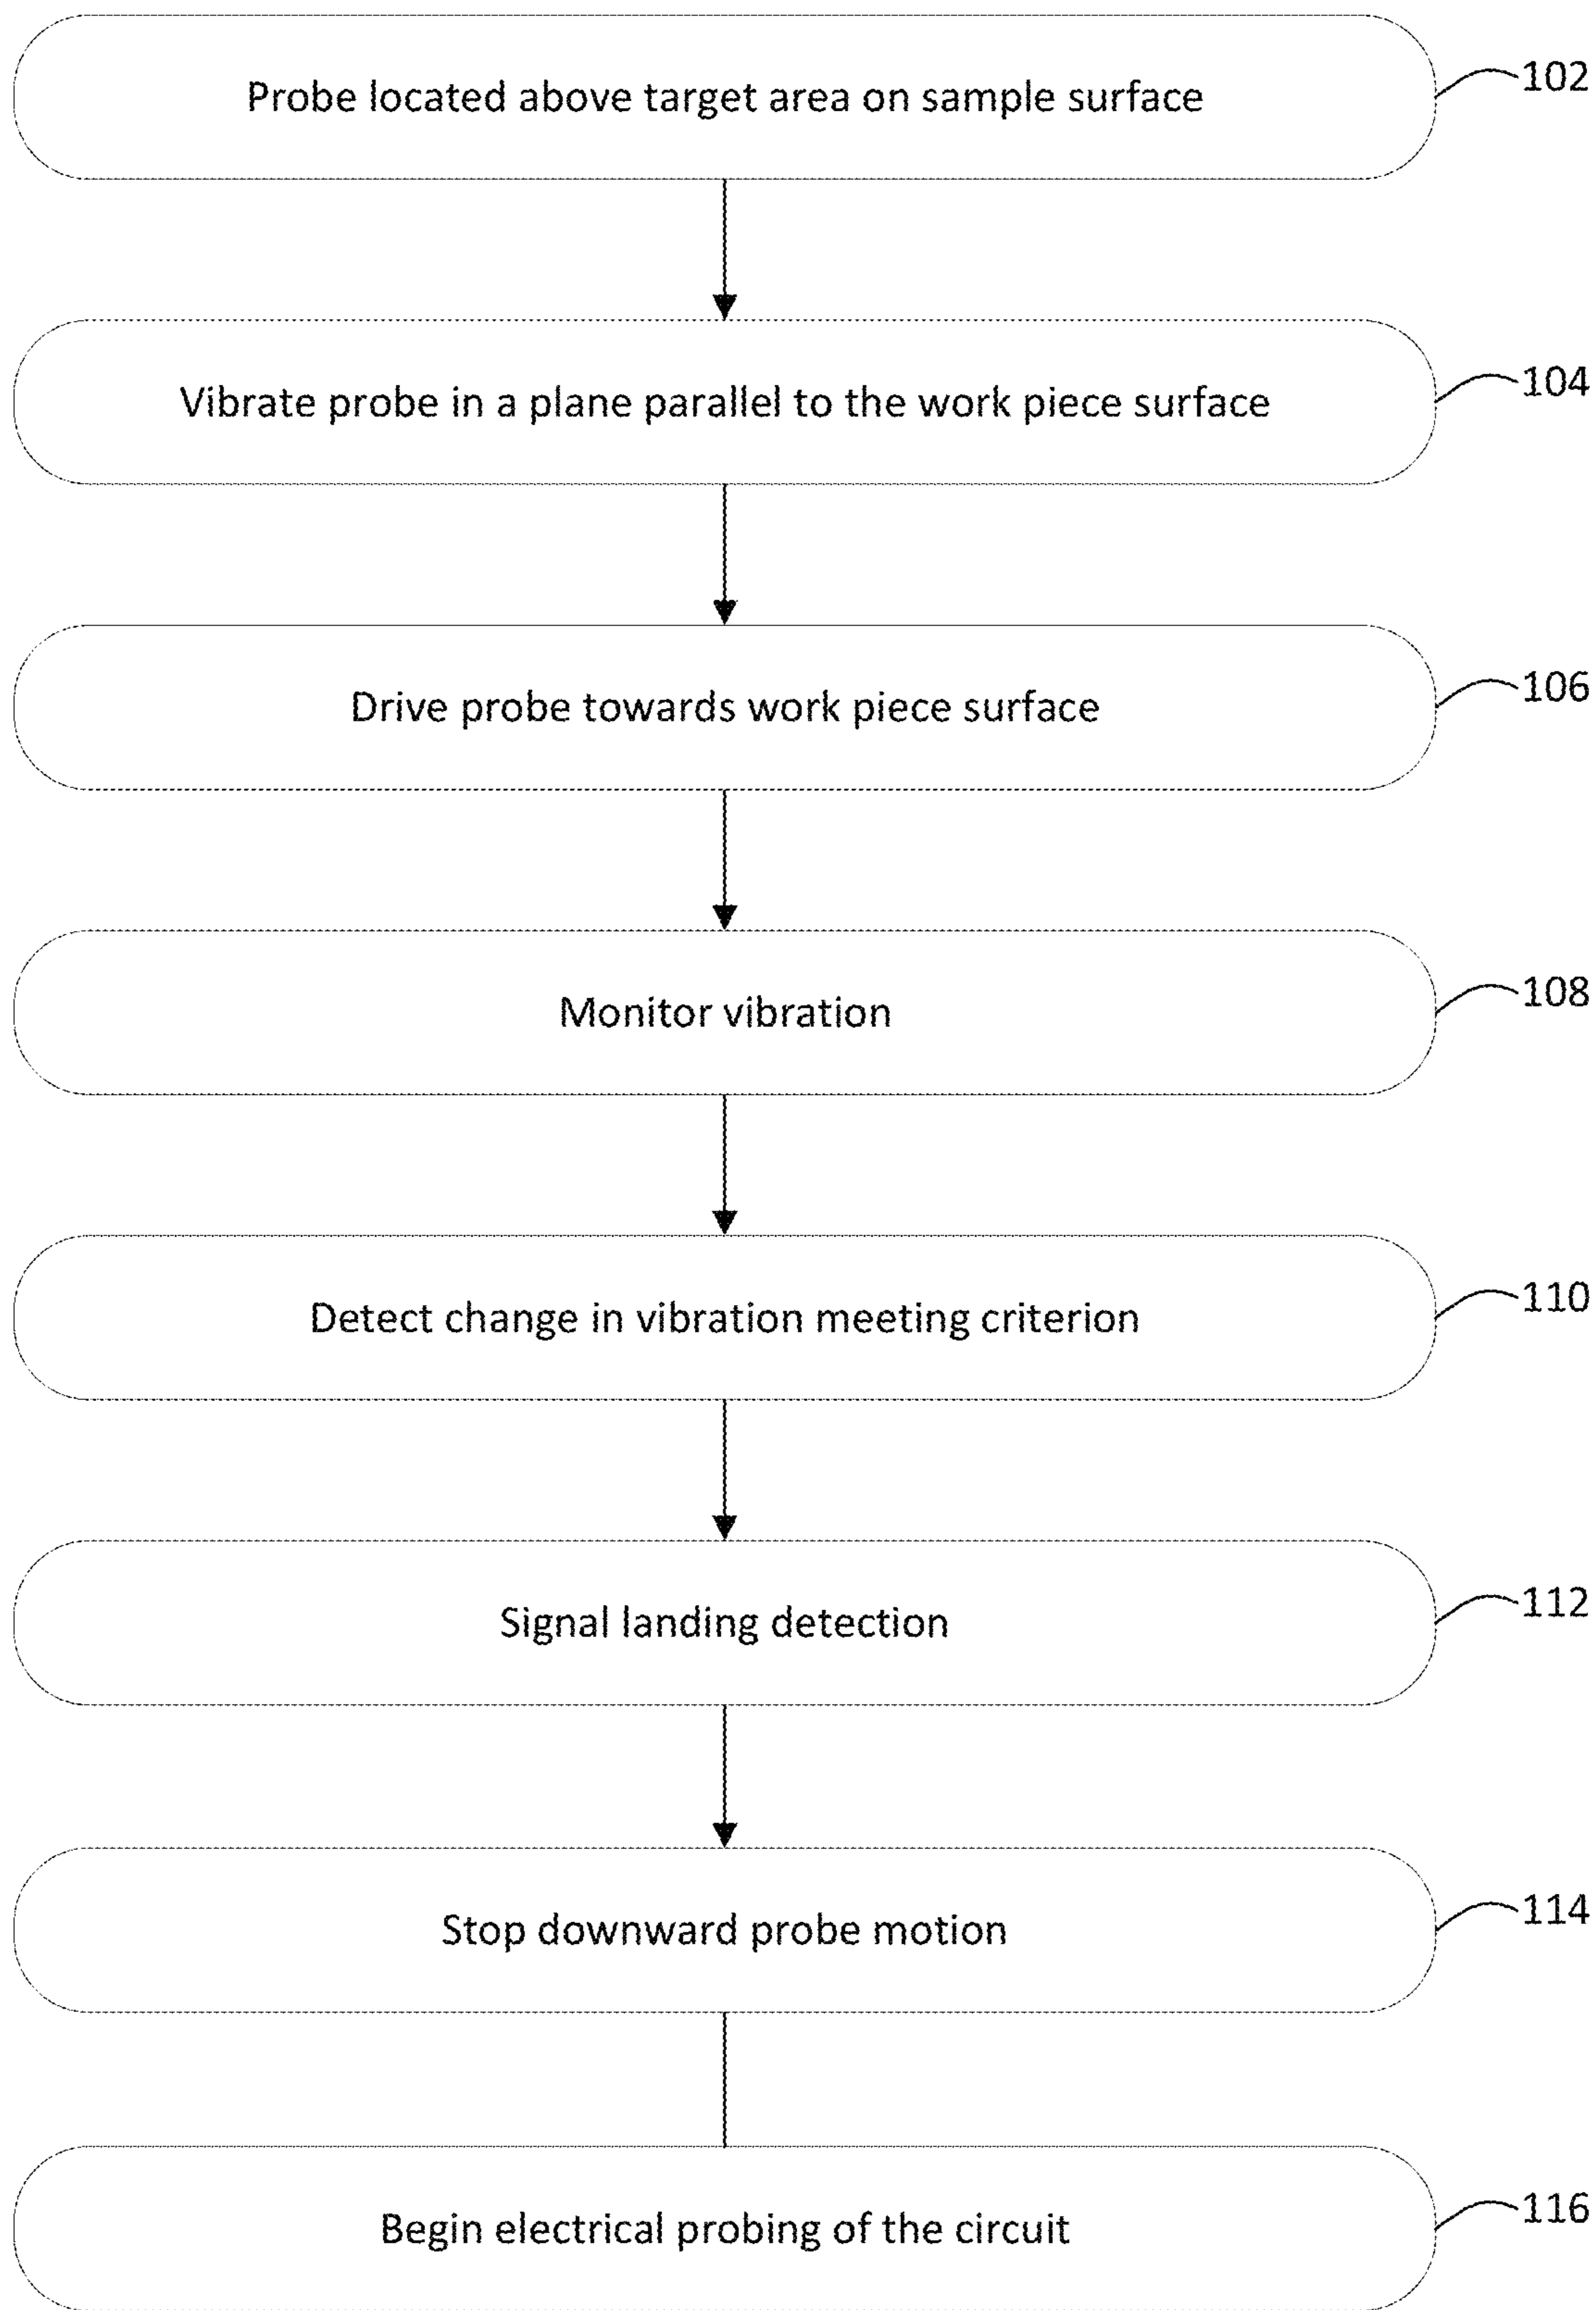 Probe located above target area on sample surface
102
Vibrate probe in a plane parallel to the work piece surface
104
Drive probe towards work piece surface
106
Monitor vibration
108
Detect change in vibration meeting criterion
110
Signal landing detection
112
Stop downward probe motion
114
Begin electrical probing of the circuit
116